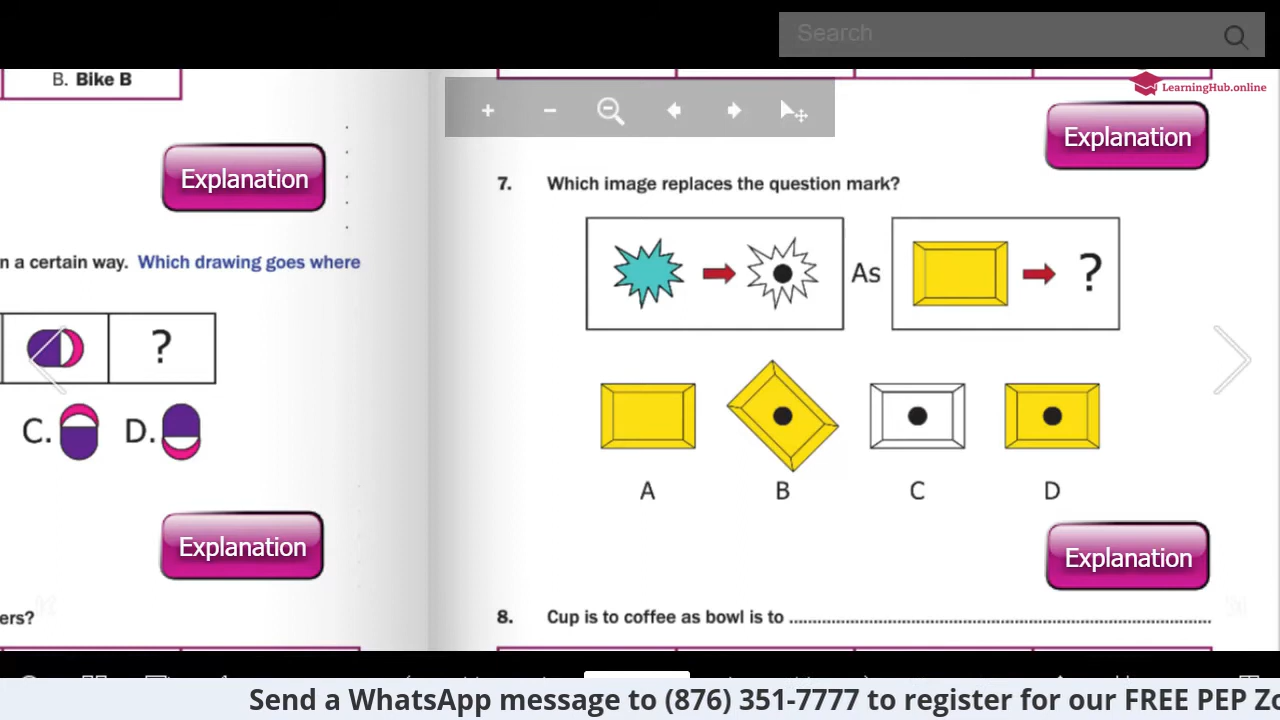 Search
B. Bike B
LearningHub.online
Explanation
Explanation
7. Which image replaces the question mark?
n a certain way. Which drawing goes where
As
?
?
C. D.
A B C D
Explanation
Explanation
8. Cup is to coffee as bowl is to
ers?
Send a WhatsApp message to (876) 351-7777 to register for our FREE PEP Zo